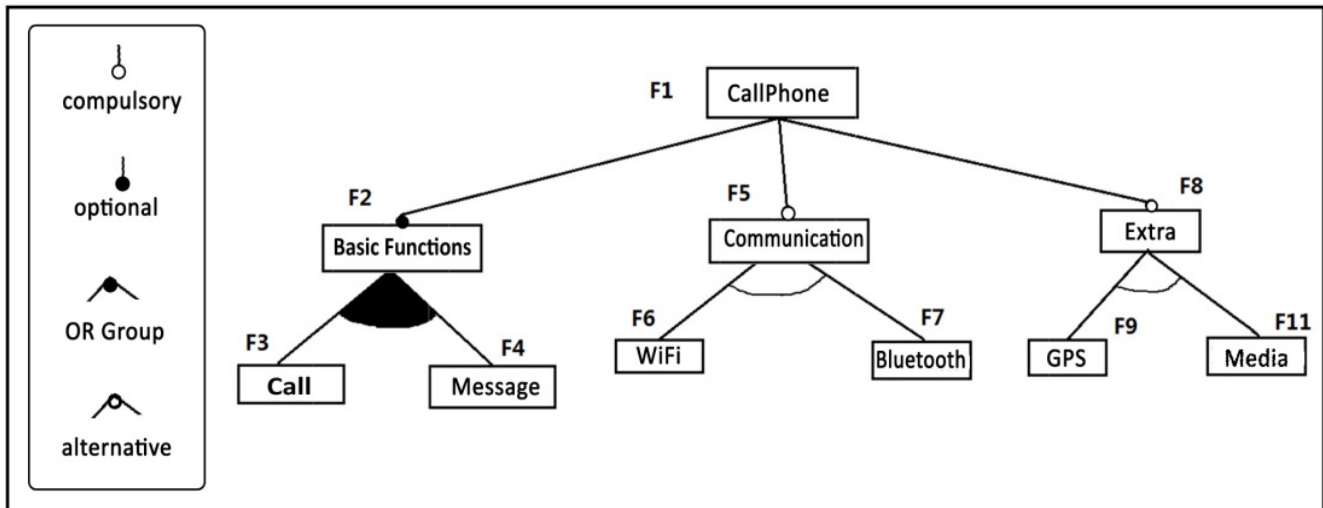 compulsory
optional
OR Group
alternative
F1
CallPhone
F2
Basic Functions
F5
Communication
F8
Extra
F3
Call
F4
Message
F6
WiFi
F7
Bluetooth
F9
GPS
F11
Media